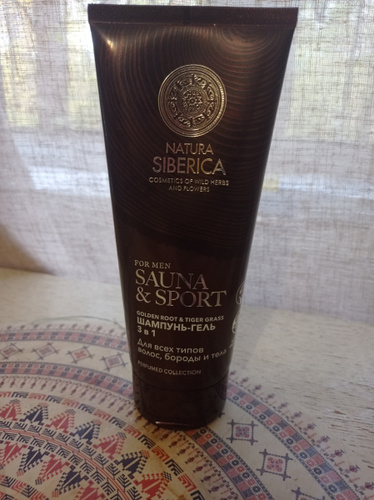 NATURA
SIBERICA
COSMETICS OF WILD HERBS
AND FLOWERS
FOR MEN
SAUNA
& SPORT
GOLDEN ROOT & TIGER GRASS
ШАМПУНЬ-ГЕЛЬ
3 в 1
Для всех типов
волос, бороды и тела
PERFUMED COLLECTION